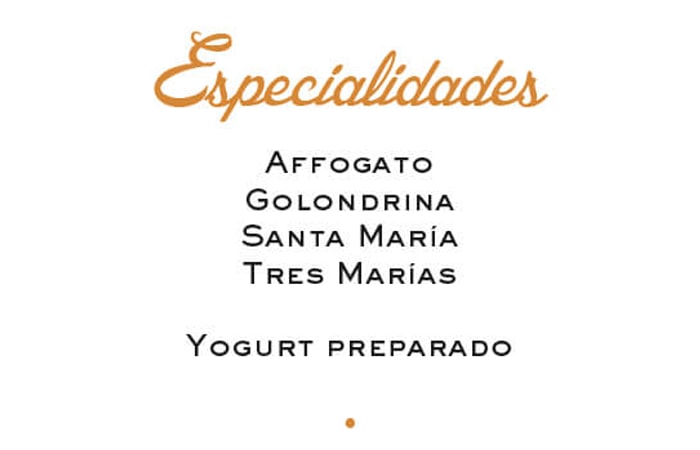 Especialidades
Affogato
Golondrina
Santa María
Tres Marías
Yogurt preparado